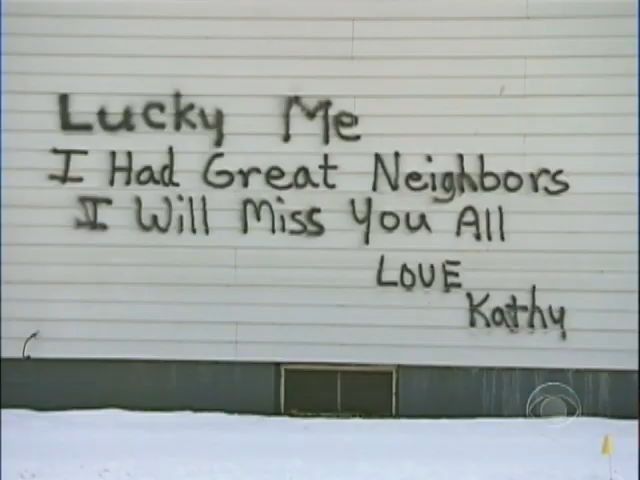 Lucky Me
I Had Great Neighbors
I Will Miss You All
LOVE
Kathy